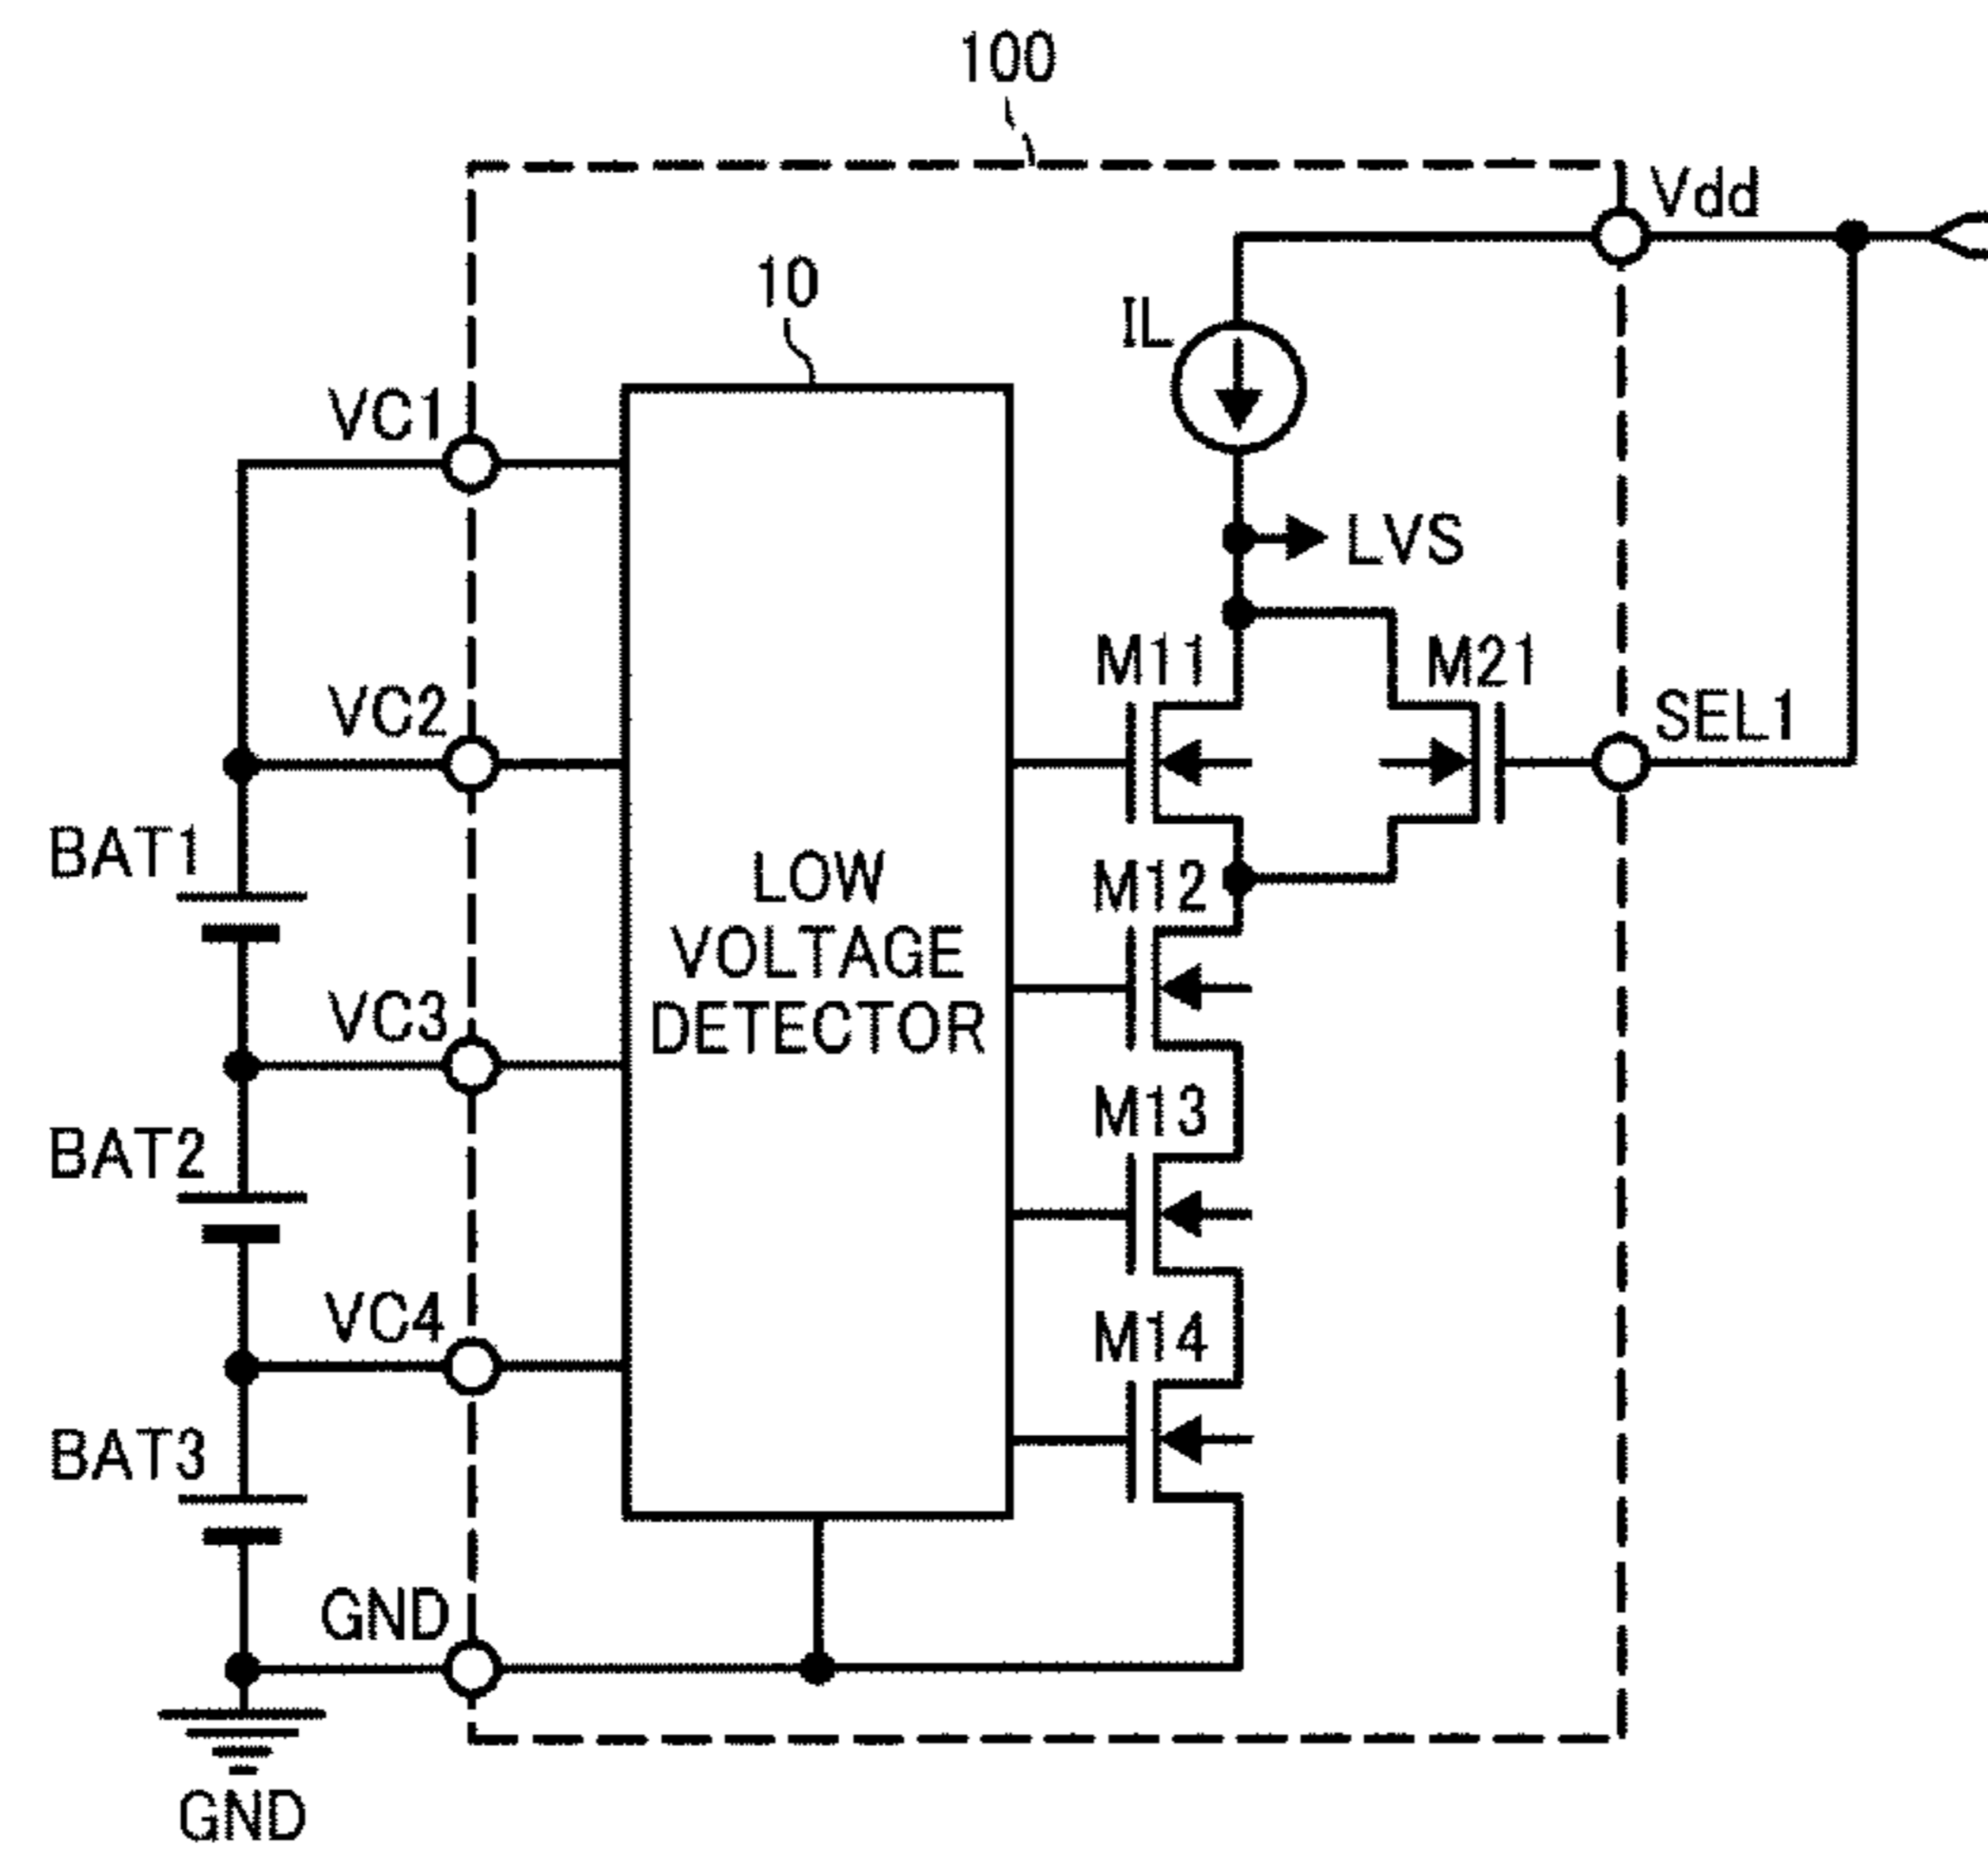 100
Vdd
10
IL
VC1
LVS
M11
M21
VC2
SEL1
BAT1
LOW
VOLTAGE
DETECTOR
M12
VC3
M13
BAT2
VC4
M14
BAT3
GND
GND